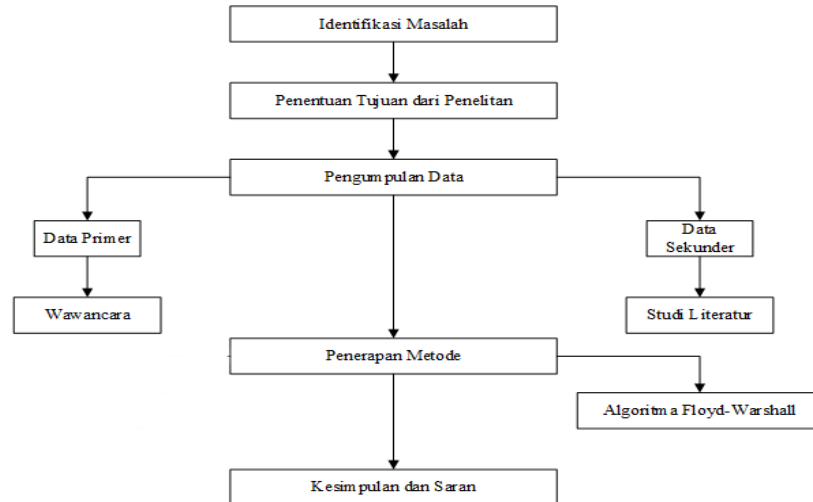 Identifikasi Masalah
Penentuan Tujuan dari Penelitan
Pengumpulan Data
Data Primer
Data
Sekunder
Wawancara
Studi Literatur
Penerapan Metode
Algoritma Floyd-Warshall
Kesimpulan dan Saran